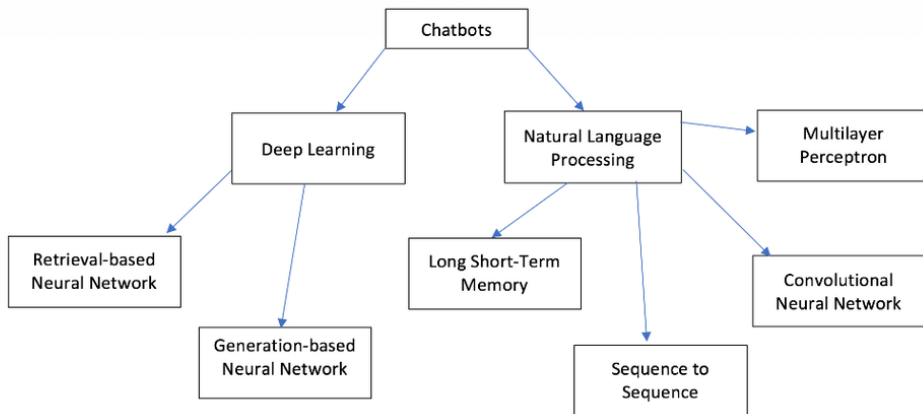 Chatbots
Deep Learning
Natural Language
Processing
Multilayer
Perceptron
Retrieval-based
Neural Network
Long Short-Term
Memory
Convolutional
Neural Network
Generation-based
Neural Network
Sequence to
Sequence